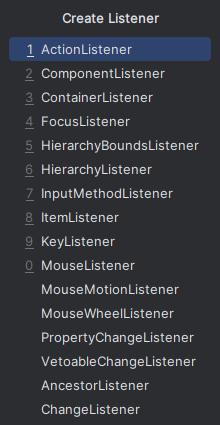 Create Listener
1 ActionListener
2 ComponentListener
3 ContainerListener
4 FocusListener
5 HierarchyBoundsListener
6 HierarchyListener
7 InputMethodListener
8 ItemListener
9 KeyListener
0 MouseListener
MouseMotionListener
MouseWheelListener
PropertyChangeListener
VetoableChangeListener
AncestorListener
ChangeListener